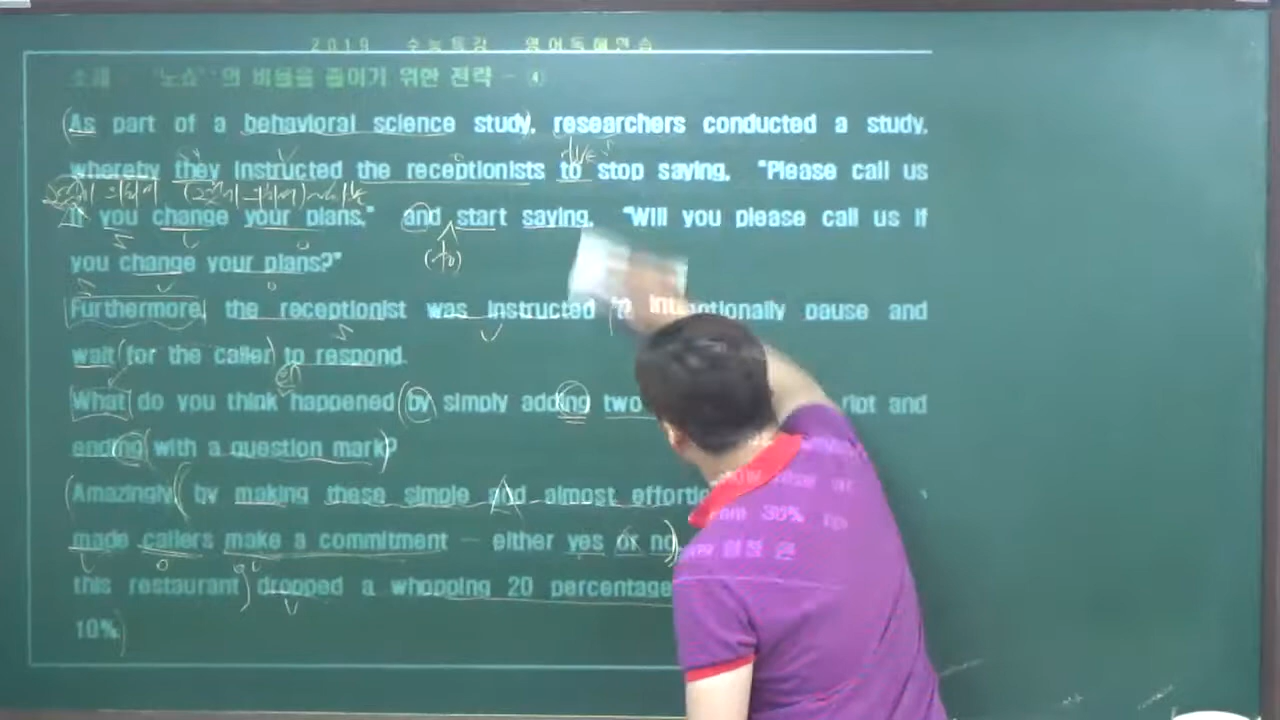 2019 수능특강 영어독해연습
소재 "노쇼"의 비율을 줄이기 위한 전략 - ④
As part of a behavioral science study, researchers conducted a study,
whereby they instructed the receptionists to stop saying, "Please call us
if you change your plans," and start saying, "Will you please call us if
(to)
you change your plans?"
Furthermore, the receptionist was instructed to intentionally pause and
wait for the caller to respond.
What do you think happened by simply adding two and
ending with a question mark?
Amazingly, by making these simple and almost
made callers make a commitment - either yes or no
30%
this restaurant dropped a whopping 20 percentage
10%.